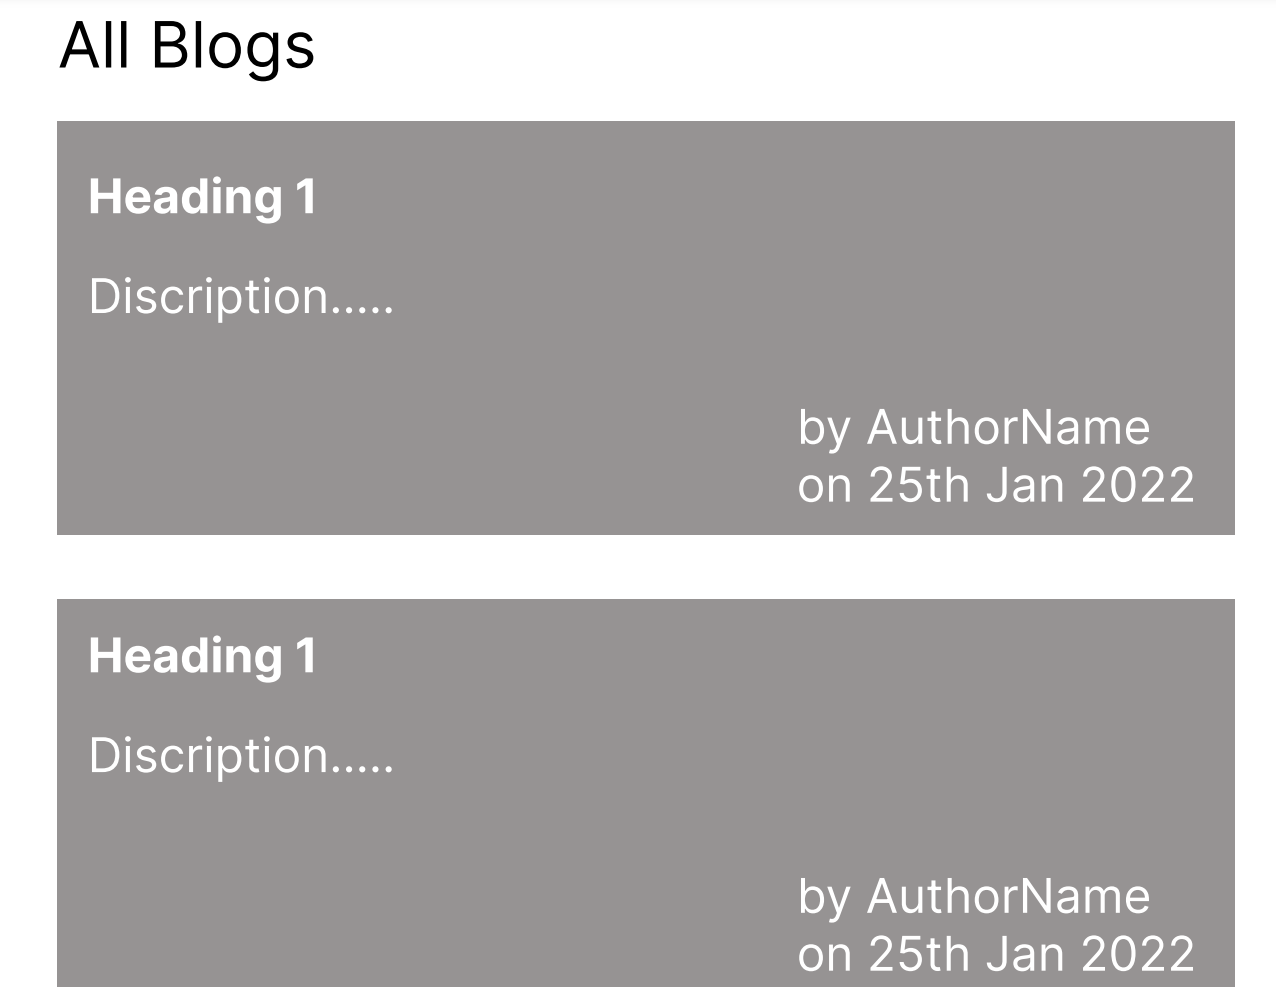 All Blogs
Heading 1
Discription.....
by AuthorName
on 25th Jan 2022
Heading 1
Discription.....
by AuthorName
on 25th Jan 2022